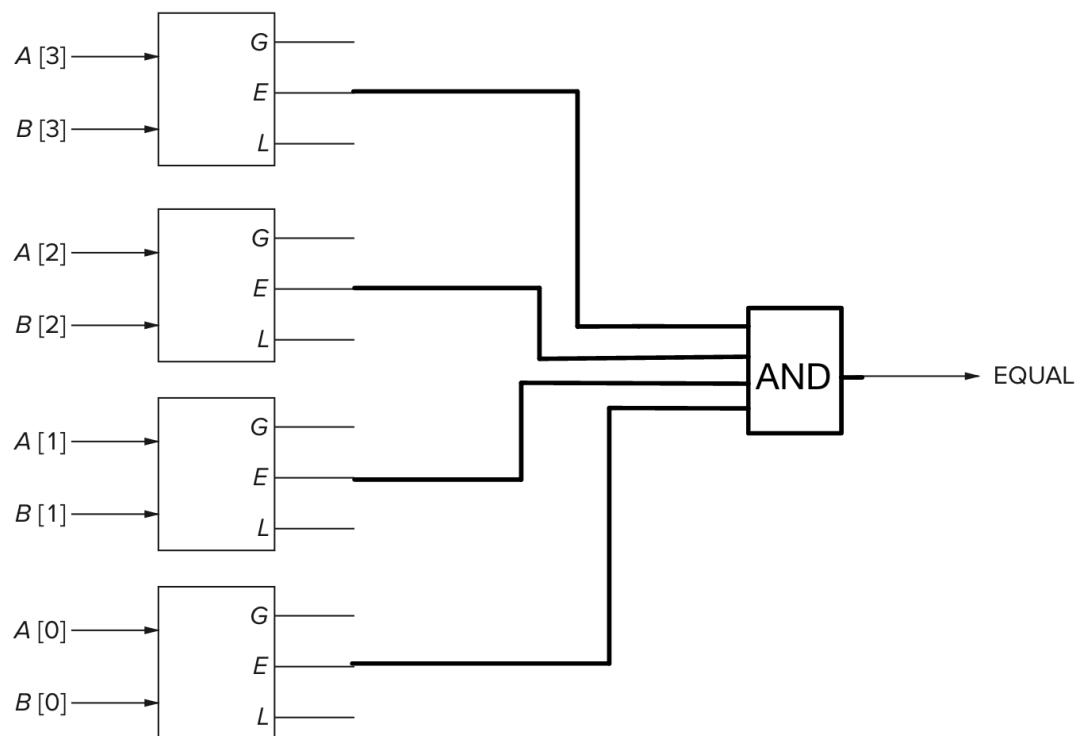 G
A [3]
E
B [3]
L
G
A [2]
E
B [2]
L
AND
EQUAL
G
A [1]
E
B [1]
L
G
A [0]
E
B [0]
L